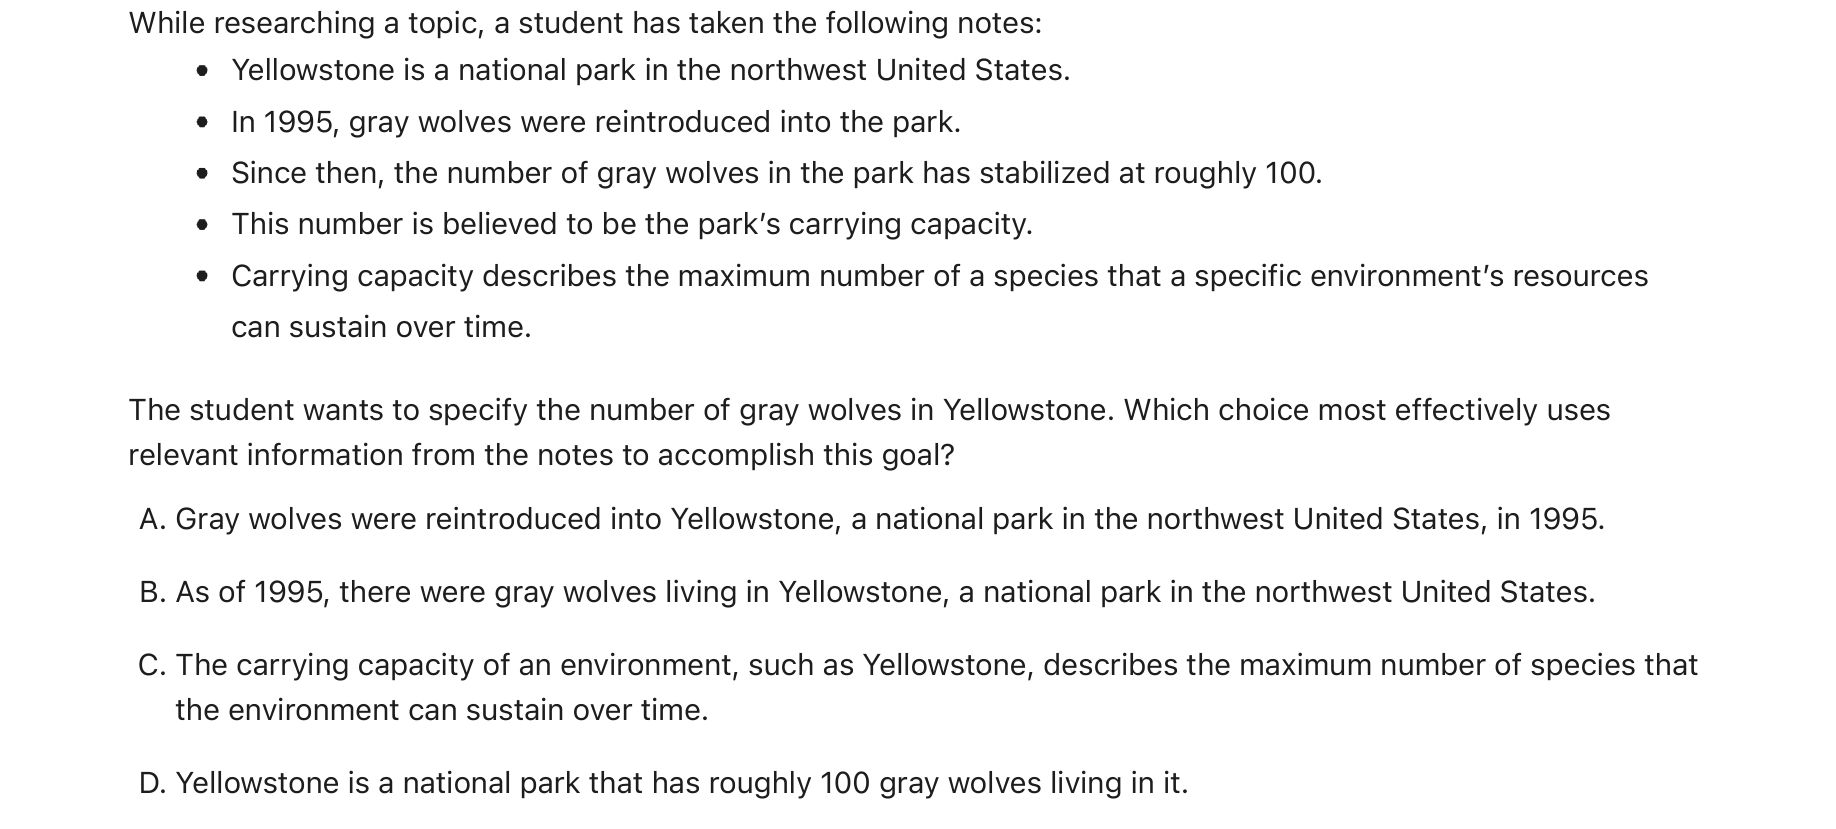 While researching a topic, a student has taken the following notes:
• Yellowstone is a national park in the northwest United States.
• In 1995, gray wolves were reintroduced into the park.
• Since then, the number of gray wolves in the park has stabilized at roughly 100.
• This number is believed to be the park’s carrying capacity.
• Carrying capacity describes the maximum number of a species that a specific environment’s resources
can sustain over time.
The student wants to specify the number of gray wolves in Yellowstone. Which choice most effectively uses
relevant information from the notes to accomplish this goal?
A. Gray wolves were reintroduced into Yellowstone, a national park in the northwest United States, in 1995.
B. As of 1995, there were gray wolves living in Yellowstone, a national park in the northwest United States.
C. The carrying capacity of an environment, such as Yellowstone, describes the maximum number of species that
the environment can sustain over time.
D. Yellowstone is a national park that has roughly 100 gray wolves living in it.